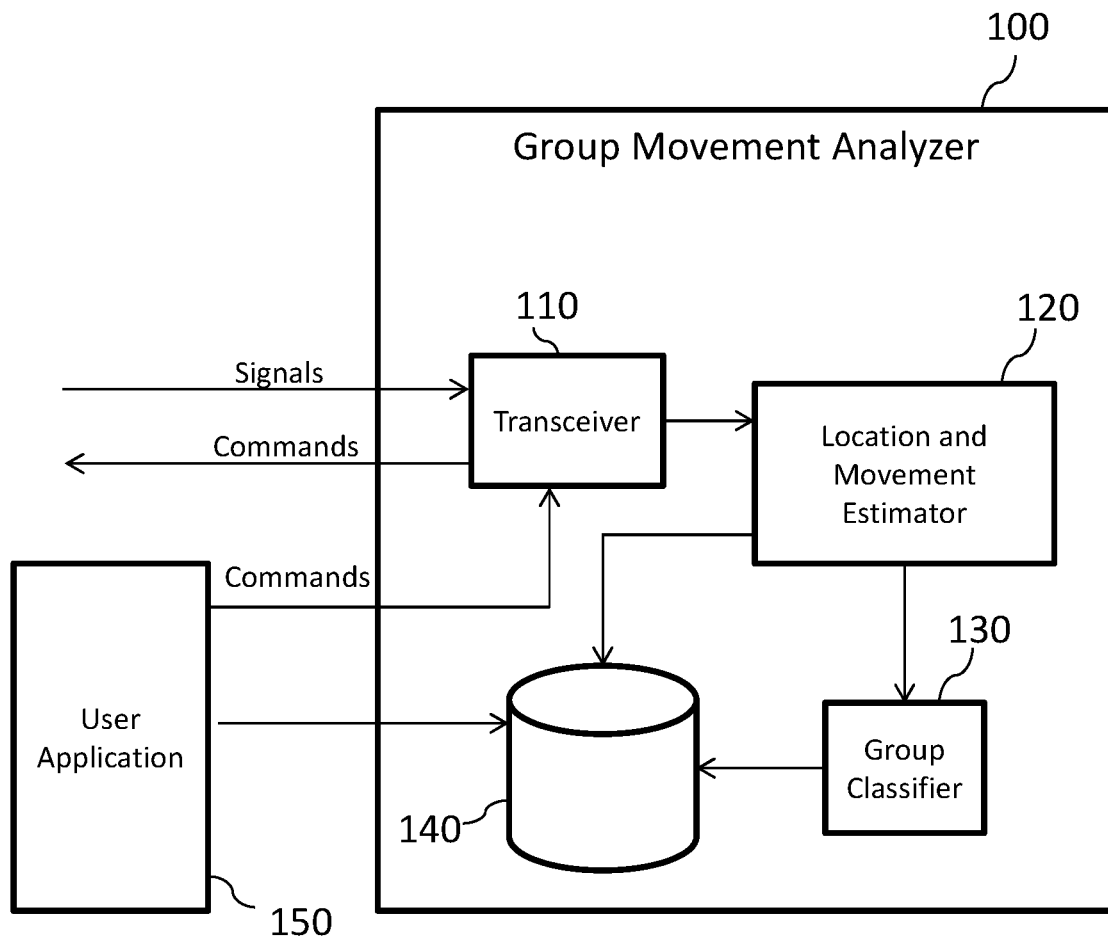 100
Group Movement Analyzer
110
120
Signals
Transceiver
Commands
Location and
Movement
Estimator
Commands
130
User
Application
Group
Classifier
140
150